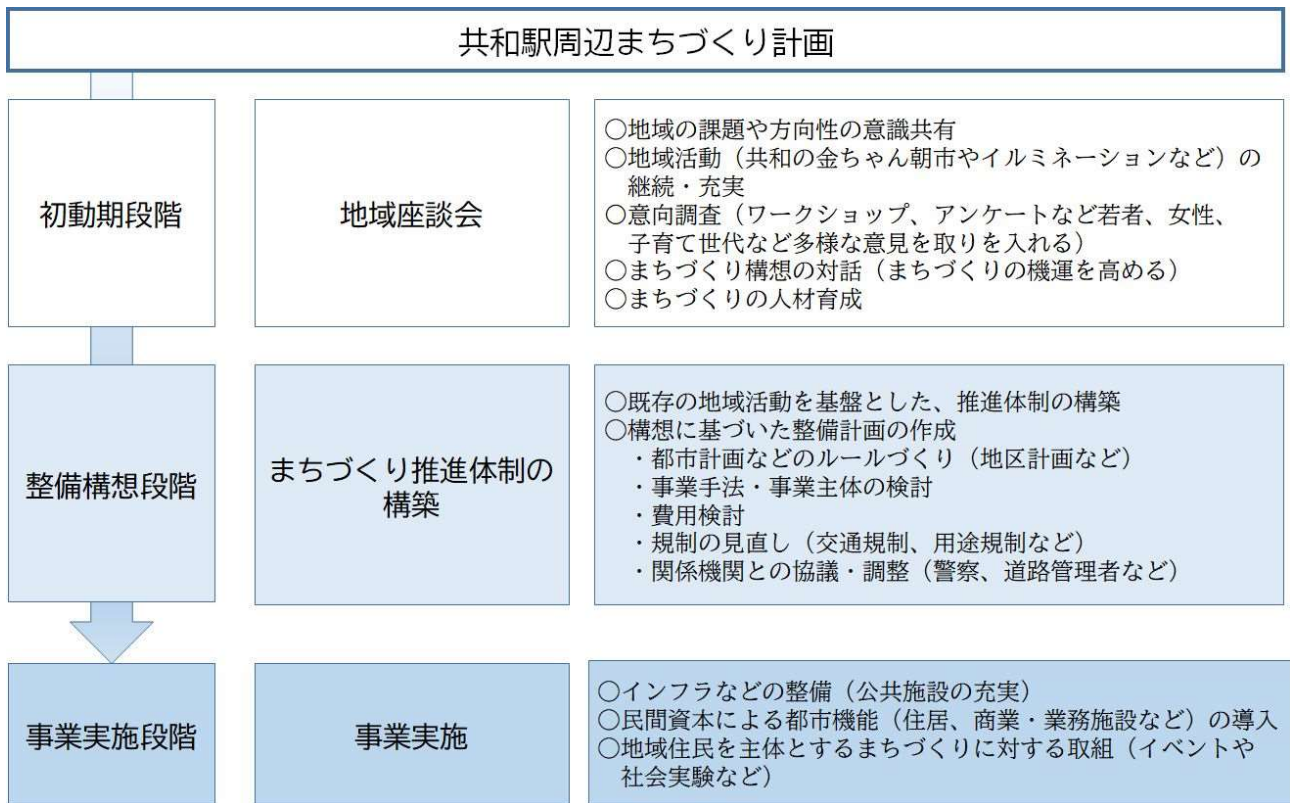 共和駅周辺まちづくり計画
初動期段階
地域座談会
○地域の課題や方向性の意識共有
○地域活動（共和の金ちゃん朝市やイルミネーションなど）の
継続・充実
○意向調査（ワークショップ、アンケートなど若者、女性、
子育て世代など多様な意見を取りを入れる）
○まちづくり構想の対話（まちづくりの機運を高める）
○まちづくりの人材育成
整備構想段階
まちづくり推進体制の
構築
○既存の地域活動を基盤とした、推進体制の構築
○構想に基づいた整備計画の作成
・都市計画などのルールづくり（地区計画など）
・事業手法・事業主体の検討
・費用検討
・規制の見直し（交通規制、用途規制など）
・関係機関との協議・調整（警察、道路管理者など）
事業実施段階
事業実施
○インフラなどの整備（公共施設の充実）
○民間資本による都市機能（住居、商業・業務施設など）の導入
○地域住民を主体とするまちづくりに対する取組（イベントや
社会実験など）